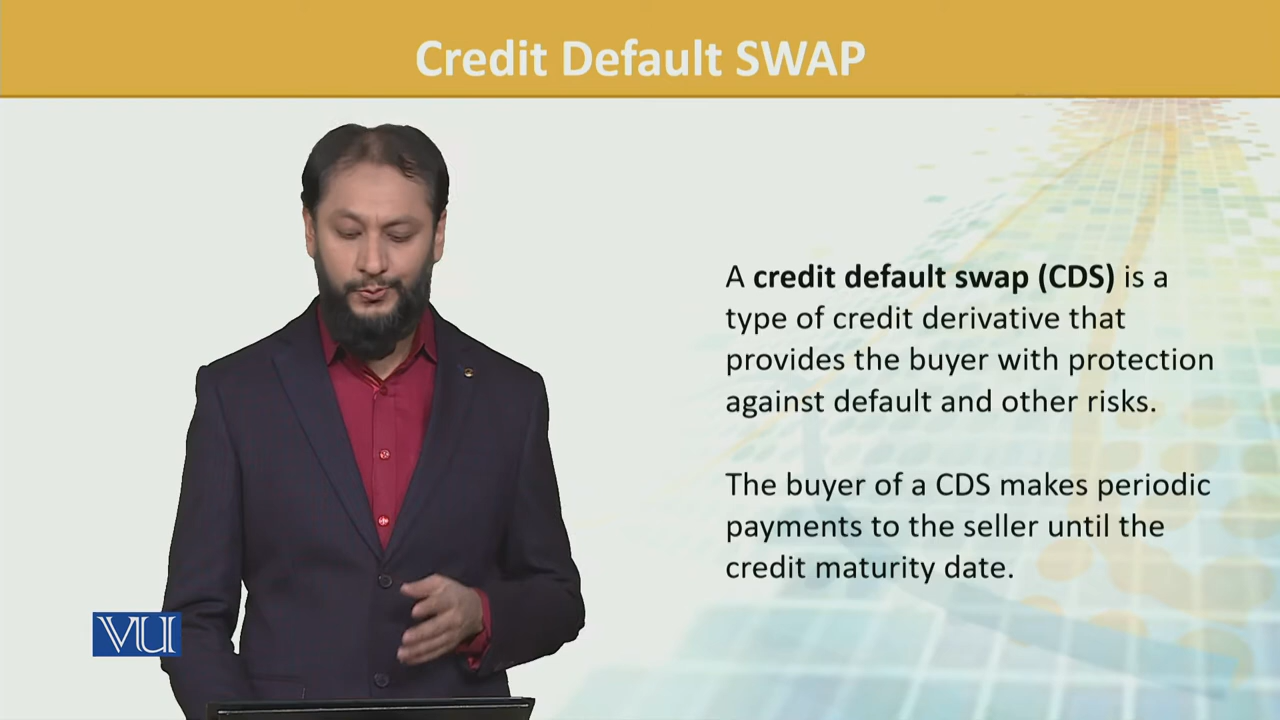 Credit Default SWAP
A credit default swap (CDS) is a
type of credit derivative that
provides the buyer with protection
against default and other risks.
The buyer of a CDS makes periodic
payments to the seller until the
credit maturity date.
VU